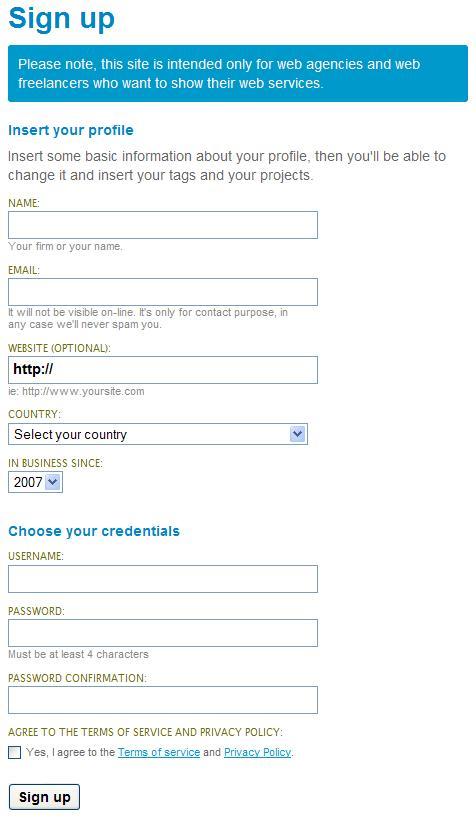 Sign up
Please note, this site is intended only for web agencies and web
freelancers who want to show their web services.
Insert your profile
Insert some basic information about your profile, then you'll be able to
change it and insert your tags and your projects.
NAME:
Your firm or your name.
EMAIL:
It will not be visible on-line. It's only for contact purpose, in
any case we'll never spam you.
WEBSITE (OPTIONAL):
http://
ie: http://www.yoursite.com
COUNTRY:
Select your country
IN BUSINESS SINCE:
2007
Choose your credentials
USERNAME:
PASSWORD:
Must be at least 4 characters
PASSWORD CONFIRMATION:
AGREE TO THE TERMS OF SERVICE AND PRIVACY POLICY:
Yes, I agree to the Terms of service and Privacy Policy.
Sign up